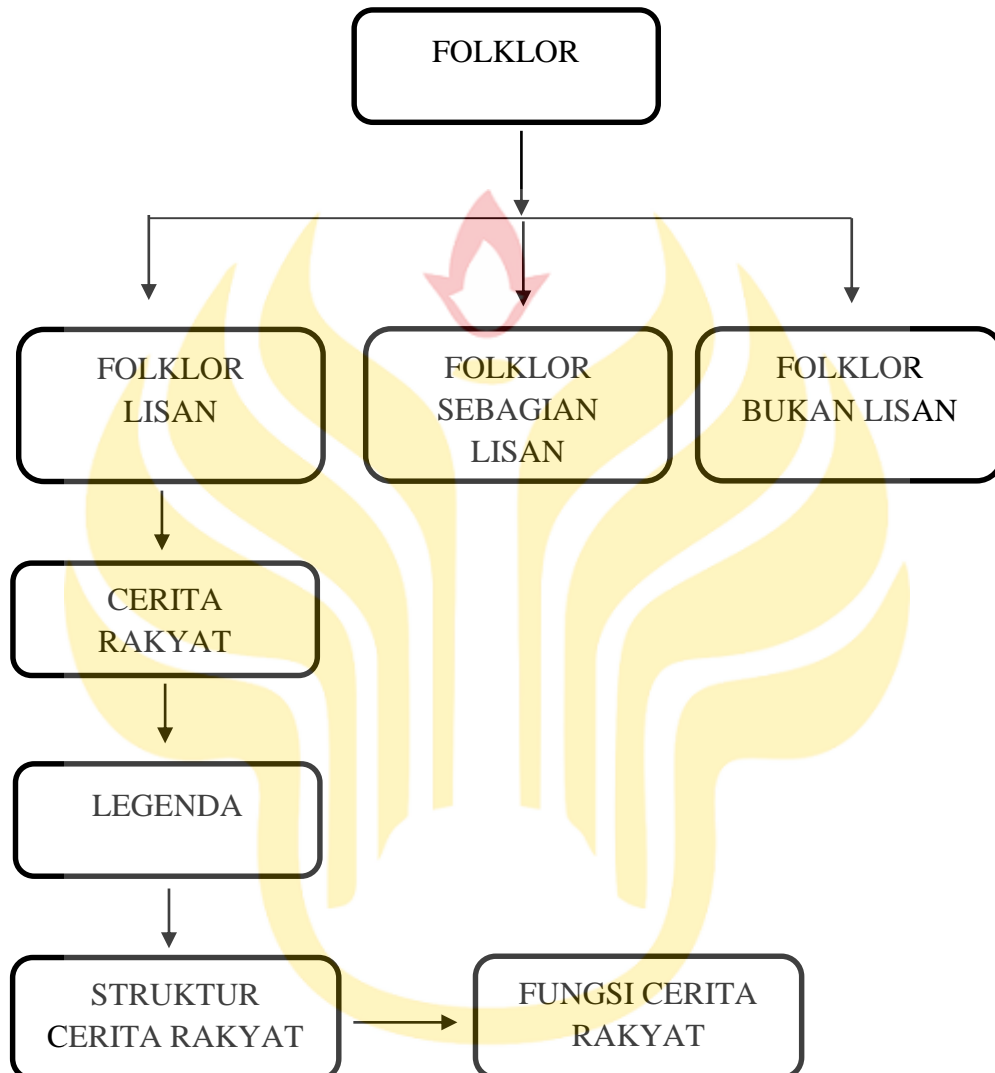 FOLKLOR
FOLKLOR
LISAN
FOLKLOR
SEBAGIAN
LISAN
FOLKLOR
BUKAN LISAN
CERITA
RAKYAT
LEGENDA
STRUKTUR
CERITA RAKYAT
FUNGSI CERITA
RAKYAT